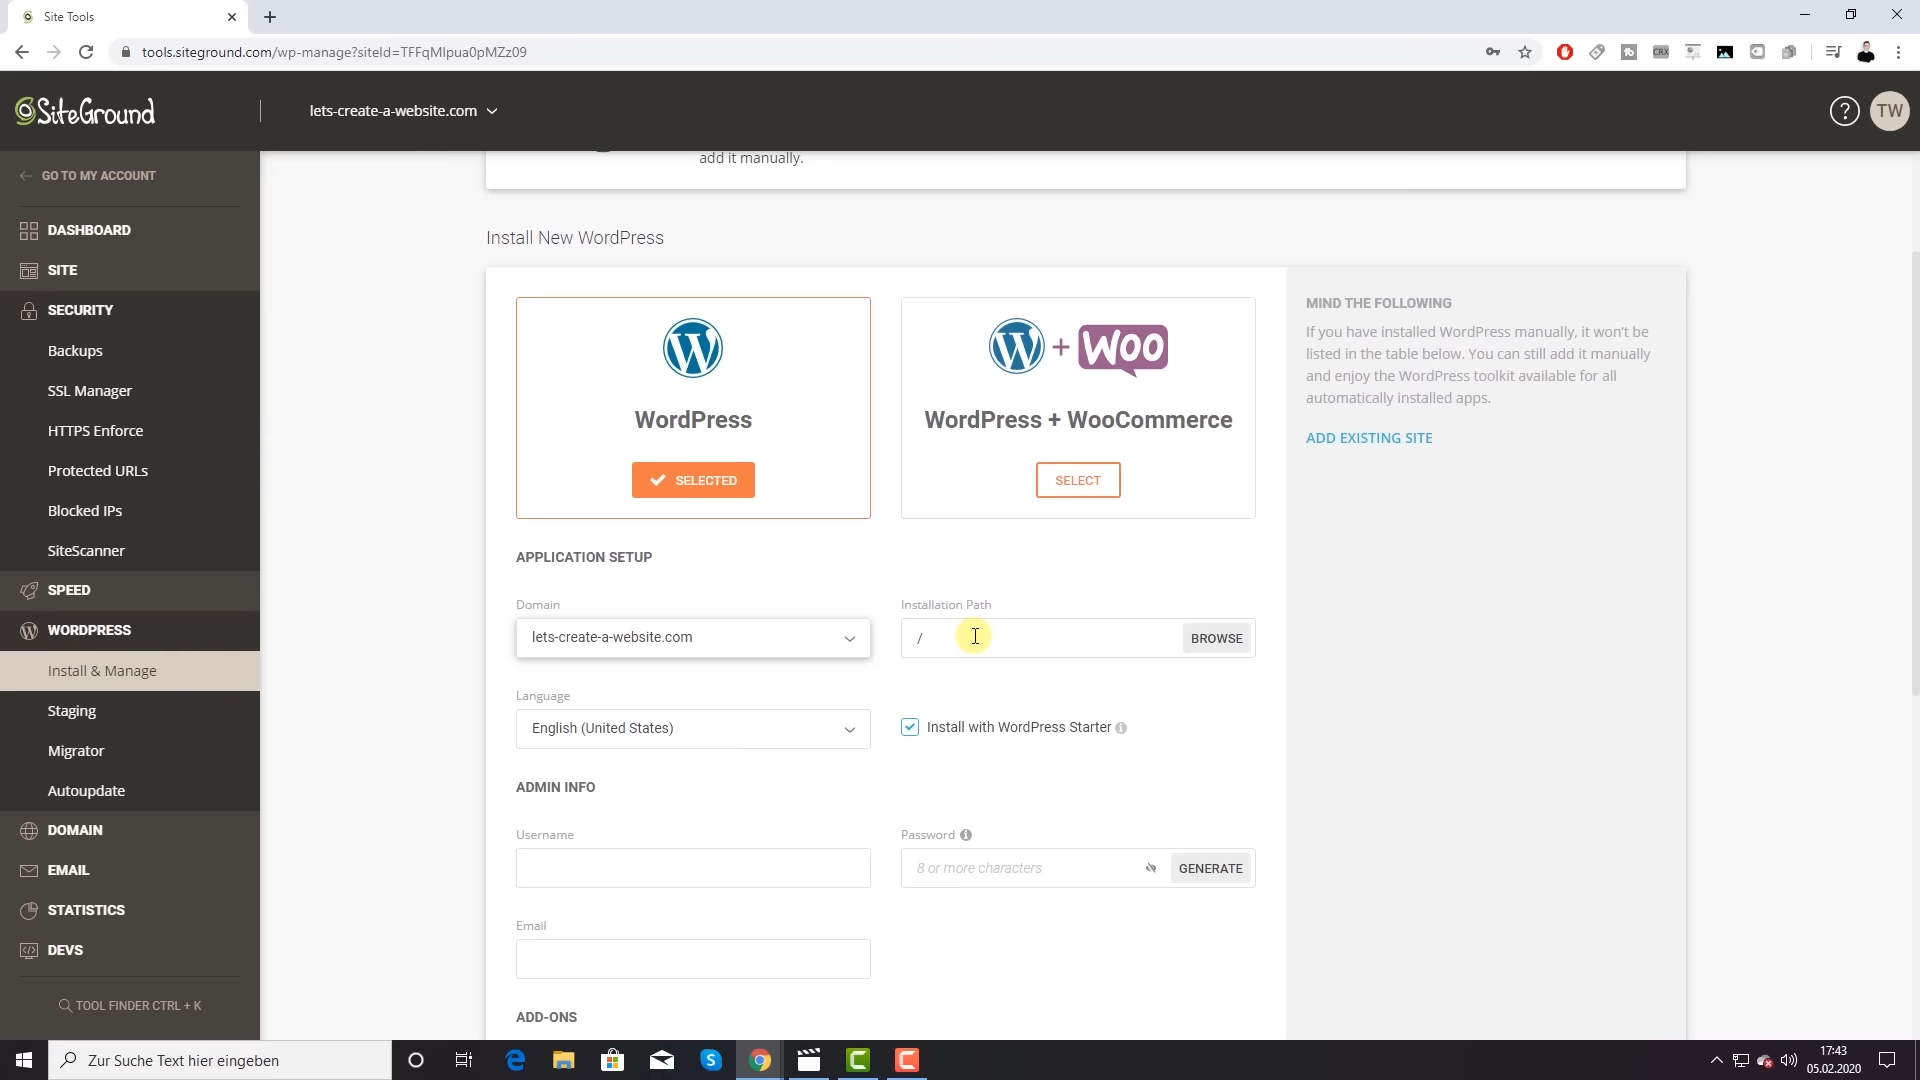 Site Tools
tools.siteground.com/wp-manage?siteId=TFFqMlpua0pMZz09
SiteGround
lets-create-a-website.com
?
TW
GO TO MY ACCOUNT
DASHBOARD
SITE
SECURITY
Backups
SSL Manager
HTTPS Enforce
Protected URLs
Blocked IPs
SiteScanner
SPEED
WORDPRESS
Install & Manage
Staging
Migrator
Autoupdate
DOMAIN
EMAIL
STATISTICS
DEVS
TOOL FINDER CTRL + K
add it manually.
Install New WordPress
WordPress
SELECTED
W + WOO
WordPress + WooCommerce
SELECT
MIND THE FOLLOWING
If you have installed WordPress manually, it won't be
listed in the table below. You can still add it manually
and enjoy the WordPress toolkit available for all
automatically installed apps.
ADD EXISTING SITE
APPLICATION SETUP
Domain
lets-create-a-website.com
Installation Path
/
BROWSE
Language
English (United States)
Install with WordPress Starter
ADMIN INFO
Username
Password
8 or more characters
GENERATE
Email
ADD-ONS
Zur Suche Text hier eingeben
17:43
05.02.2020